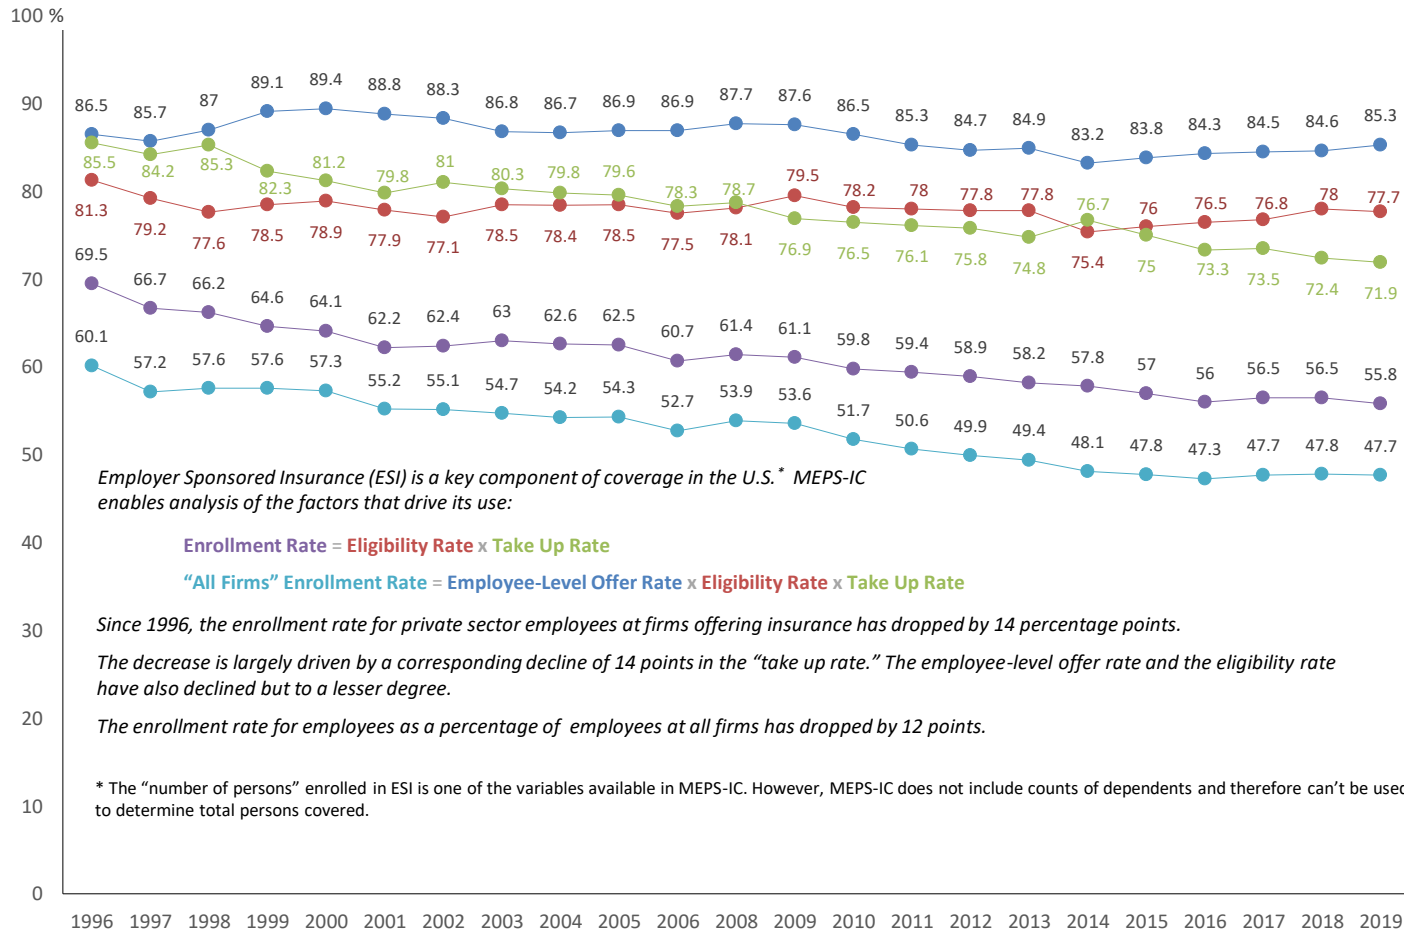 100 %
86.5 85.7 87 89.1 89.4 88.8 88.3 86.8 86.7 86.9 86.9 87.7 87.6 86.5 85.3 84.7 84.9 83.2 83.8 84.3 84.5 84.6 85.3
90
85.5 84.2 85.3 82.3 81.2 79.8 81 80.3 79.8 79.6 78.3 78.7 76.9 76.5 76.1 75.8 74.8 76.7 75 73.3 73.5 72.4 71.9
80
81.3 79.2 77.6 78.5 78.9 77.9 77.1 78.5 78.4 78.5 77.5 78.1 79.5 78.2 78 77.8 77.8 75.4 76 76.5 76.8 78 77.7
70
69.5 66.7 66.2 64.6 64.1 62.2 62.4 63 62.6 62.5 60.7 61.4 61.1 59.8 59.4 58.9 58.2 57.8 57 56 56.5 56.5 55.8
60
60.1 57.2 57.6 57.6 57.3 55.2 55.1 54.7 54.2 54.3 52.7 53.9 53.6 51.7 50.6 49.9 49.4 48.1 47.8 47.3 47.7 47.8 47.7
50
Employer Sponsored Insurance (ESI) is a key component of coverage in the U.S.* MEPS-IC
enables analysis of the factors that drive its use:
40
Enrollment Rate = Eligibility Rate x Take Up Rate
“All Firms” Enrollment Rate = Employee-Level Offer Rate x Eligibility Rate x Take Up Rate
30
Since 1996, the enrollment rate for private sector employees at firms offering insurance has dropped by 14 percentage points.
The decrease is largely driven by a corresponding decline of 14 points in the “take up rate.” The employee-level offer rate and the eligibility rate
have also declined but to a lesser degree.
20
The enrollment rate for employees as a percentage of employees at all firms has dropped by 12 points.
* The “number of persons” enrolled in ESI is one of the variables available in MEPS-IC. However, MEPS-IC does not include counts of dependents and therefore can’t be used
10
to determine total persons covered.
0
1996 1997 1998 1999 2000 2001 2002 2003 2004 2005 2006 2008 2009 2010 2011 2012 2013 2014 2015 2016 2017 2018 2019